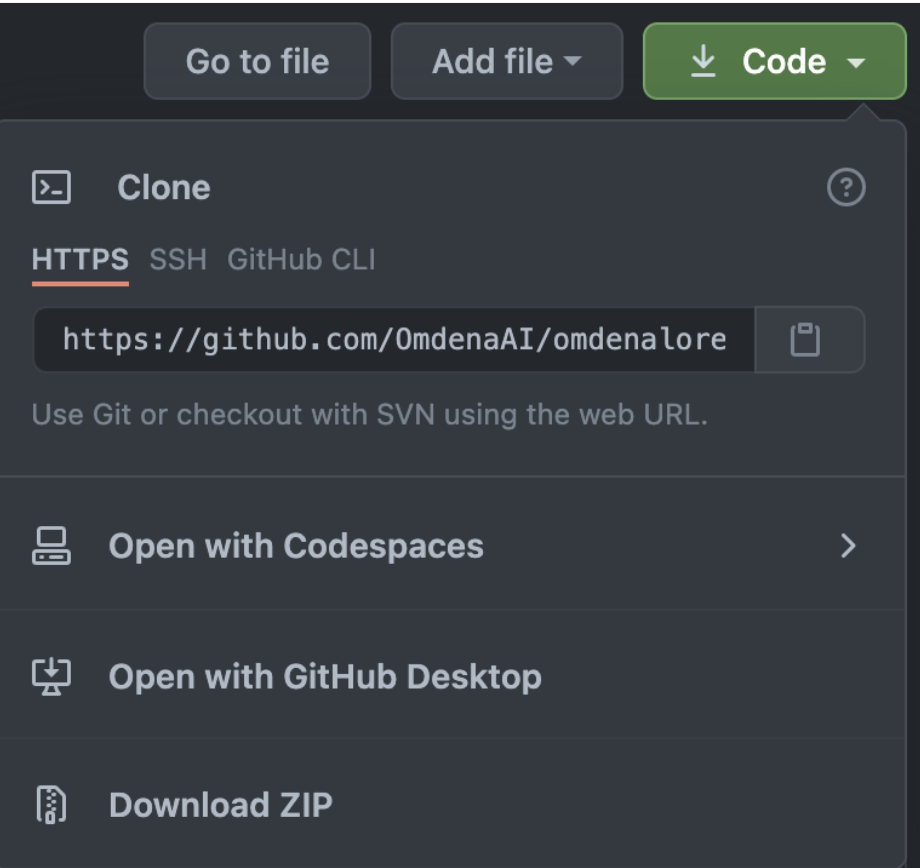 Go to file
Add file
Code
Clone
HTTPS SSH GitHub CLI
https://github.com/OmdenaAI/omdenalore
Use Git or checkout with SVN using the web URL.
Open with Codespaces
Open with GitHub Desktop
Download ZIP